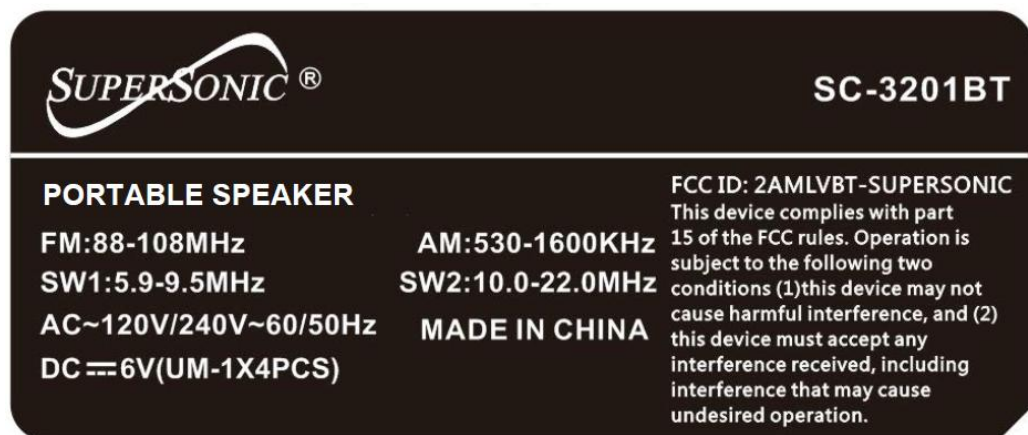 SUPERSONIC ®
SC-3201BT
PORTABLE SPEAKER
FM:88-108MHz AM:530-1600KHz
SW1:5.9-9.5MHz SW2:10.0-22.0MHz
AC~120V/240V~60/50Hz MADE IN CHINA
DC⎓6V(UM-1X4PCS)
FCC ID: 2AMLVBT-SUPERSONIC
This device complies with part
15 of the FCC rules. Operation is
subject to the following two
conditions (1)this device may not
cause harmful interference, and (2)
this device must accept any
interference received, including
interference that may cause
undesired operation.